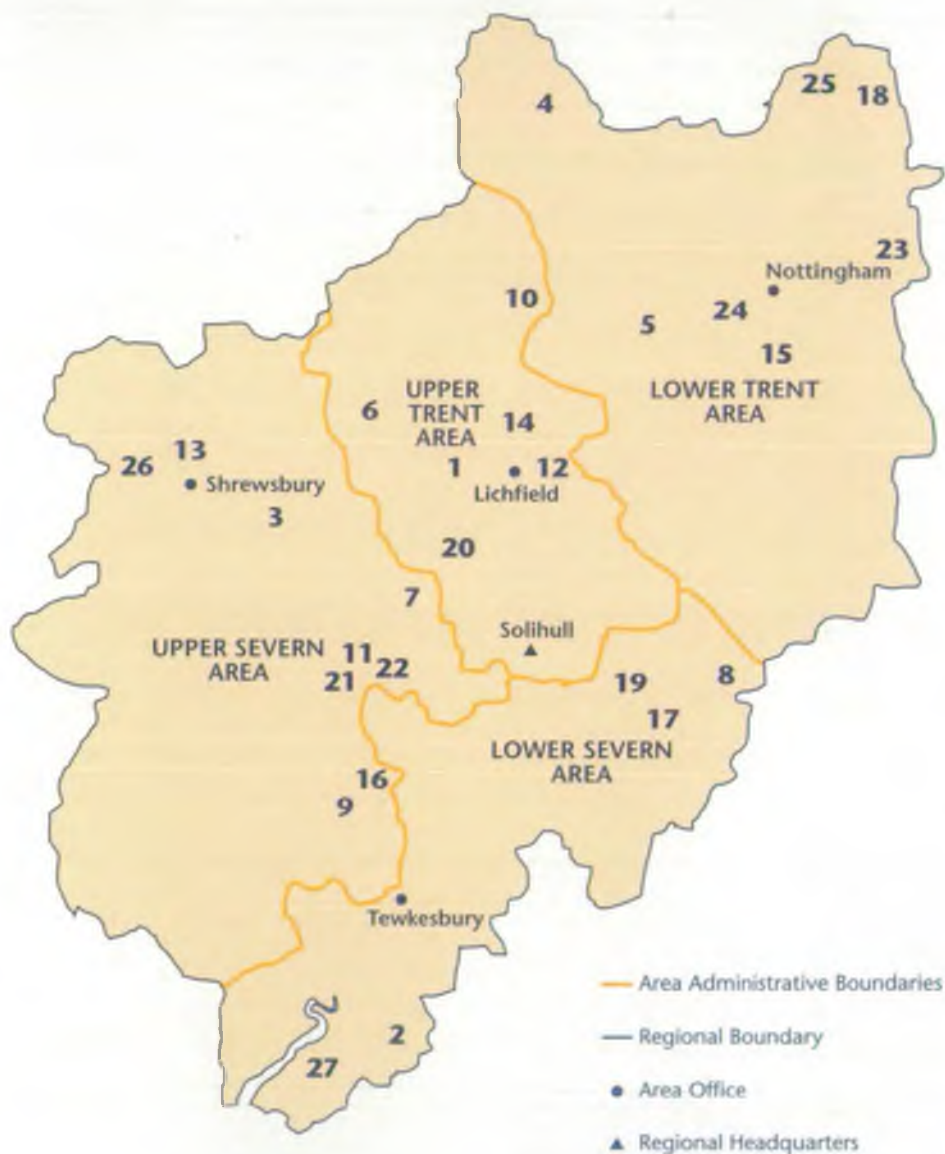 4
25
18
23
Nottingham
10
24
5
15
LOWER TRENT
AREA
UPPER
TRENT
AREA
6
14
13
26
Shrewsbury
3
1
12
Lichfield
20
7
Solihull
UPPER SEVERN
AREA
11
22
21
19
8
17
LOWER SEVERN
AREA
16
9
Tewkesbury
2
27
Area Administrative Boundaries
Regional Boundary
Area Office
Regional Headquarters